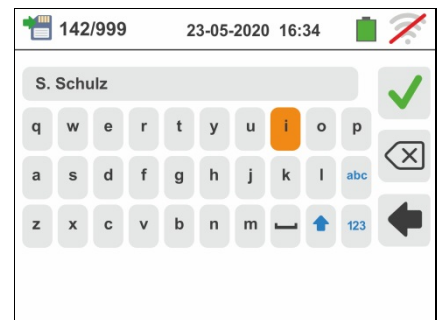 142/999 23-05-2020 16:34
S. Schulz
q w e r t y u i o p
a s d f g h j k l abc
z x c v b n m 123